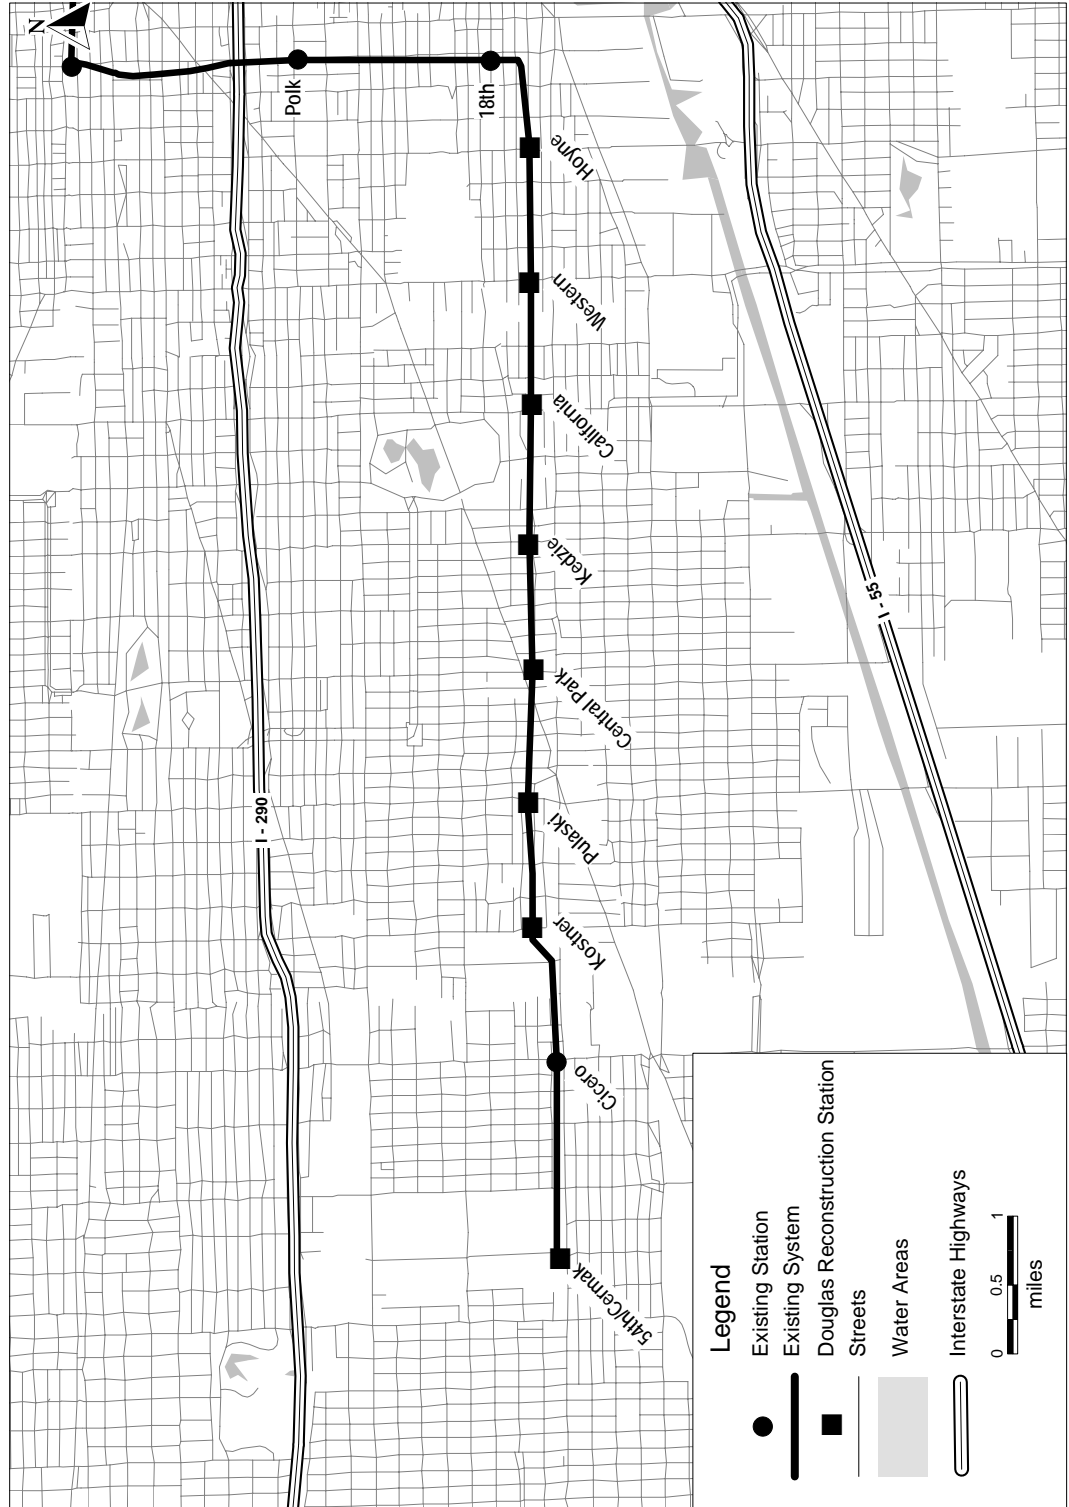 N
Polk
18th
Hoyne
Western
California
Kedzie
Central Park
Pulaski
Kostner
Cicero
54th/Cermak
I - 290
I - 55
Legend
Existing Station
Existing System
Douglas Reconstruction Station
Streets
Water Areas
Interstate Highways
0 0.5 1
miles